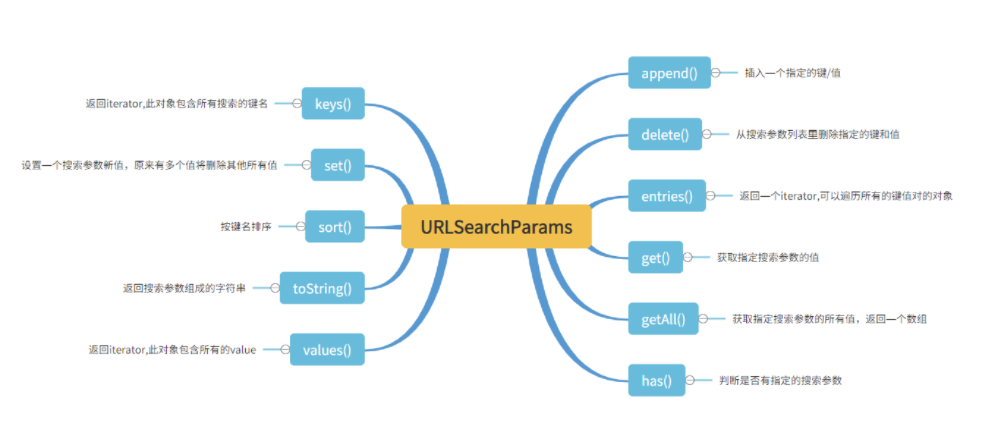 URLSearchParams
append()
插入一个指定的键/值
delete()
从搜索参数列表里删除指定的键和值
entries()
返回一个iterator,可以遍历所有的键值对的对象
get()
获取指定搜索参数的值
getAll()
获取指定搜索参数的所有值，返回一个数组
has()
判断是否有指定的搜索参数
keys()
返回iterator,此对象包含所有搜索的键名
set()
设置一个搜索参数新值，原来有多个值将删除其他所有值
sort()
按键名排序
toString()
返回搜索参数组成的字符串
values()
返回iterator,此对象包含所有的value